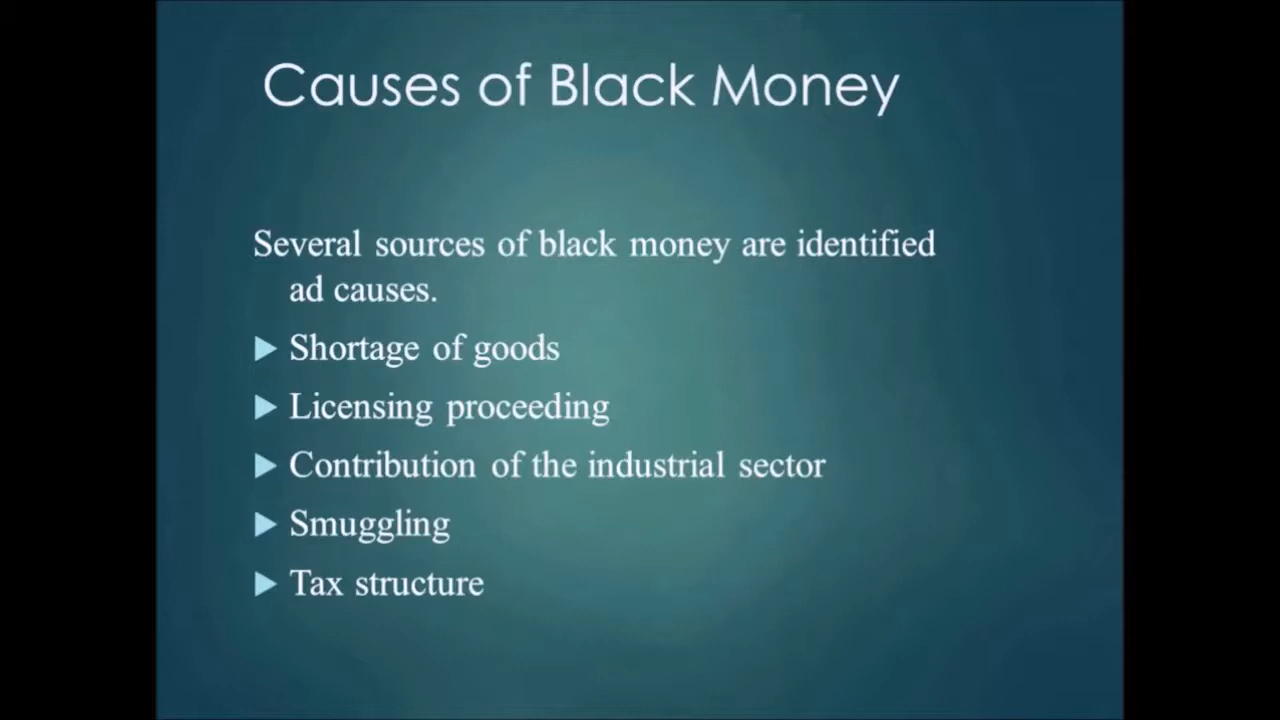 Causes of Black Money
Several sources of black money are identified
ad causes.
Shortage of goods
Licensing proceeding
Contribution of the industrial sector
Smuggling
Tax structure